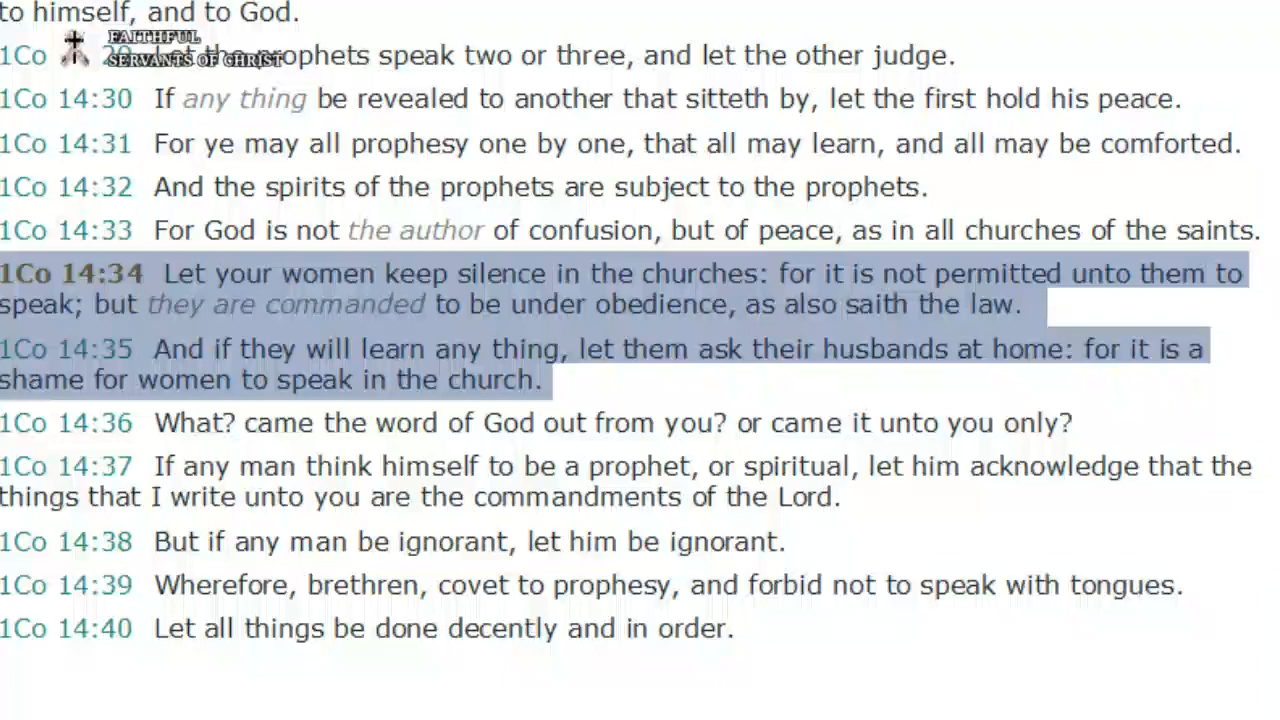 to himself, and to God.
FAITHFUL
SERVANTS OF CHRIST
1Co 29 Let the prophets speak two or three, and let the other judge.
1Co 14:30 If any thing be revealed to another that sitteth by, let the first hold his peace.
1Co 14:31 For ye may all prophesy one by one, that all may learn, and all may be comforted.
1Co 14:32 And the spirits of the prophets are subject to the prophets.
1Co 14:33 For God is not the author of confusion, but of peace, as in all churches of the saints.
1Co 14:34 Let your women keep silence in the churches: for it is not permitted unto them to
speak; but they are commanded to be under obedience, as also saith the law.
1Co 14:35 And if they will learn any thing, let them ask their husbands at home: for it is a
shame for women to speak in the church.
1Co 14:36 What? came the word of God out from you? or came it unto you only?
1Co 14:37 If any man think himself to be a prophet, or spiritual, let him acknowledge that the
things that I write unto you are the commandments of the Lord.
1Co 14:38 But if any man be ignorant, let him be ignorant.
1Co 14:39 Wherefore, brethren, covet to prophesy, and forbid not to speak with tongues.
1Co 14:40 Let all things be done decently and in order.